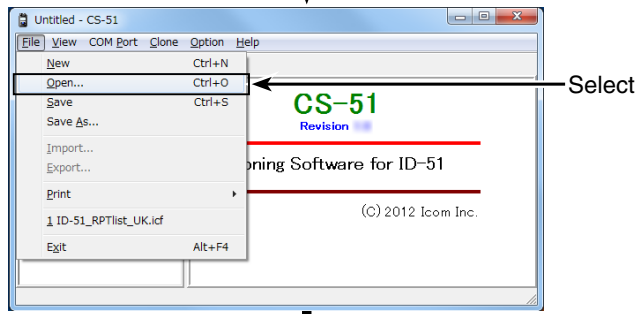 Untitled - CS-51
File View COM Port Clone Option Help
New Ctrl+N
Open... Ctrl+O
Save Ctrl+S
Save As...
Import...
Export...
Print
1 ID-51_RPTlist_UK.icf
Exit Alt+F4
CS-51
Revision
oning Software for ID-51
(C) 2012 Icom Inc.
Select